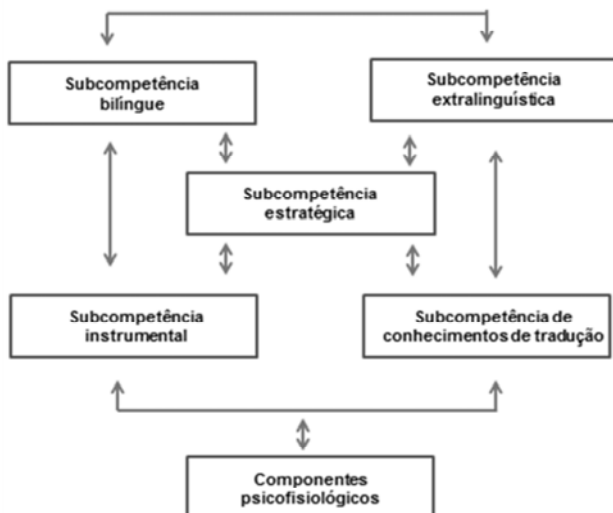 Subcompetência
bilíngue
Subcompetência
extralinguística
Subcompetência
estratégica
Subcompetência
instrumental
Subcompetência de
conhecimentos de tradução
Componentes
psicofisiológicos